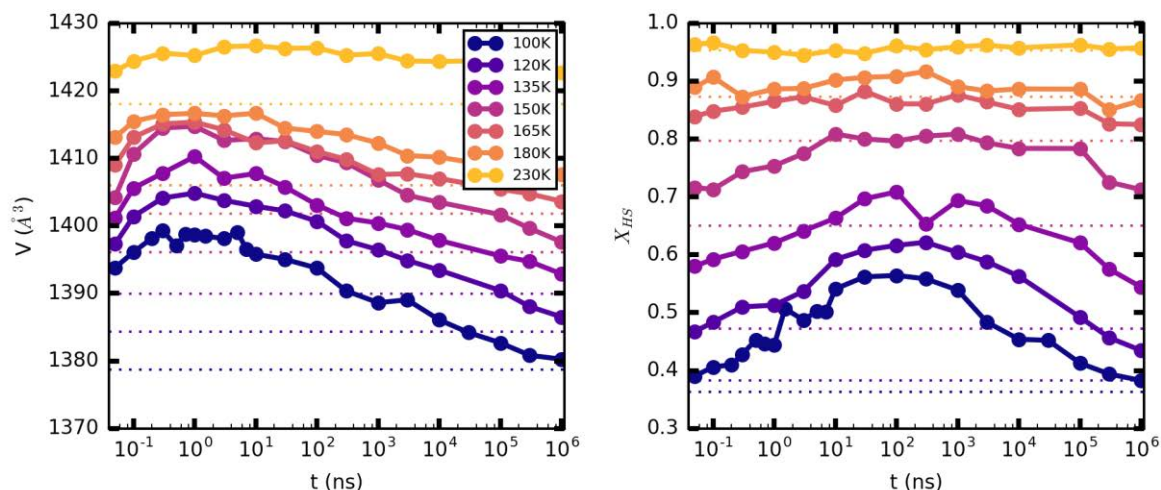 1430
1420
1410
1400
1390
1380
1370
V (Å³)
10⁻¹ 10⁰ 10¹ 10² 10³ 10⁴ 10⁵ 10⁶
t (ns)
100K
120K
135K
150K
165K
180K
230K
1.0
0.9
0.8
0.7
0.6
0.5
0.4
0.3
X_HS
10⁻¹ 10⁰ 10¹ 10² 10³ 10⁴ 10⁵ 10⁶
t (ns)